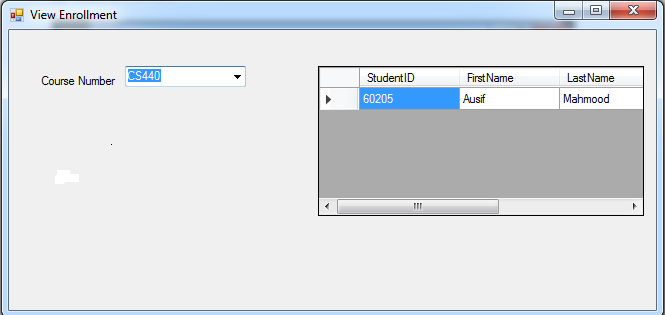 View Enrollment
Course Number CS440
StudentID FirstName LastName
60205 Ausif Mahmood